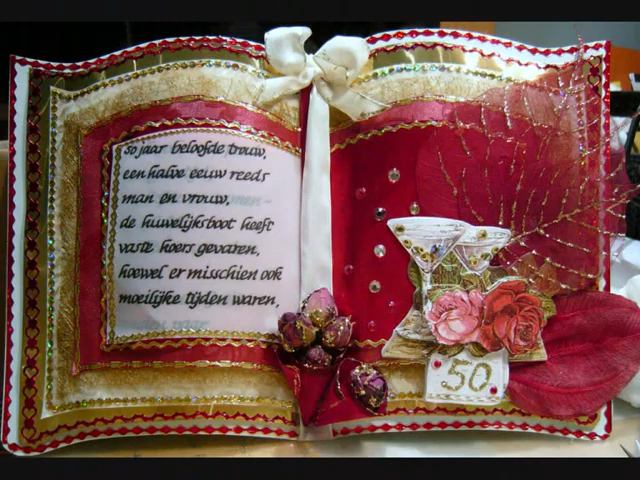 50 jaar beloofde trouw,
een halve eeuw reeds
man en vrouw.
de huwelijksboot heeft
vaste koers gevaren,
hoewel er misschien ook
moeilijke tijden waren,
50